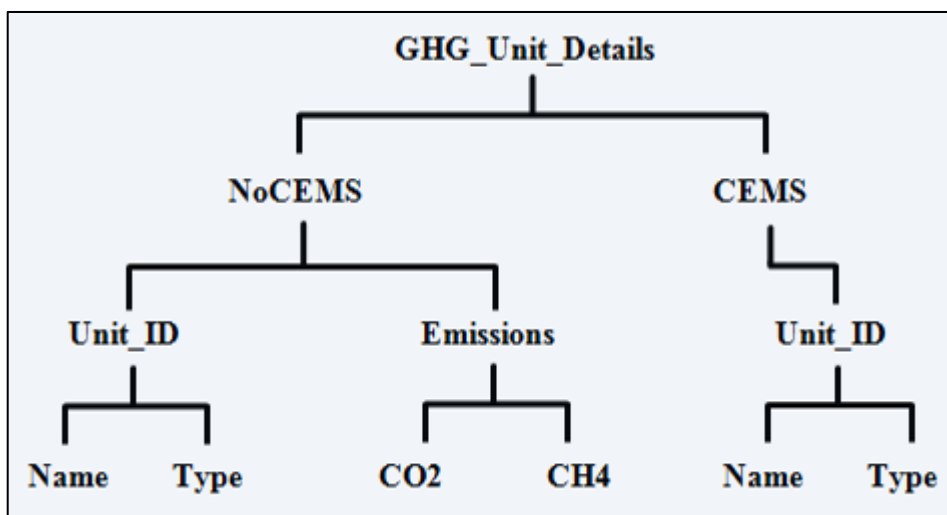 GHG_Unit_Details
NoCEMS CEMS
Unit_ID Emissions Unit_ID
Name Type CO2 CH4 Name Type